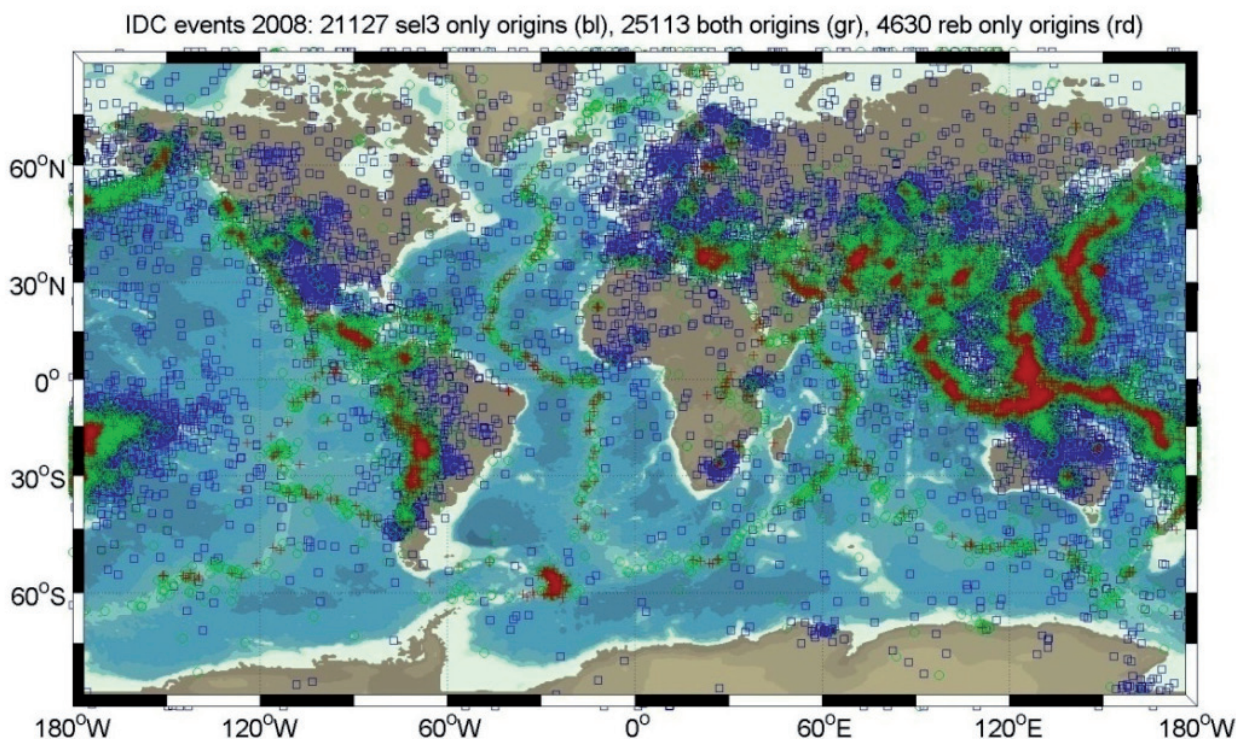 IDC events 2008: 21127 sel3 only origins (bl), 25113 both origins (gr), 4630 reb only origins (rd)
60°N
30°N
0°
30°S
60°S
180°W 120°W 60°W 0° 60°E 120°E 180°W